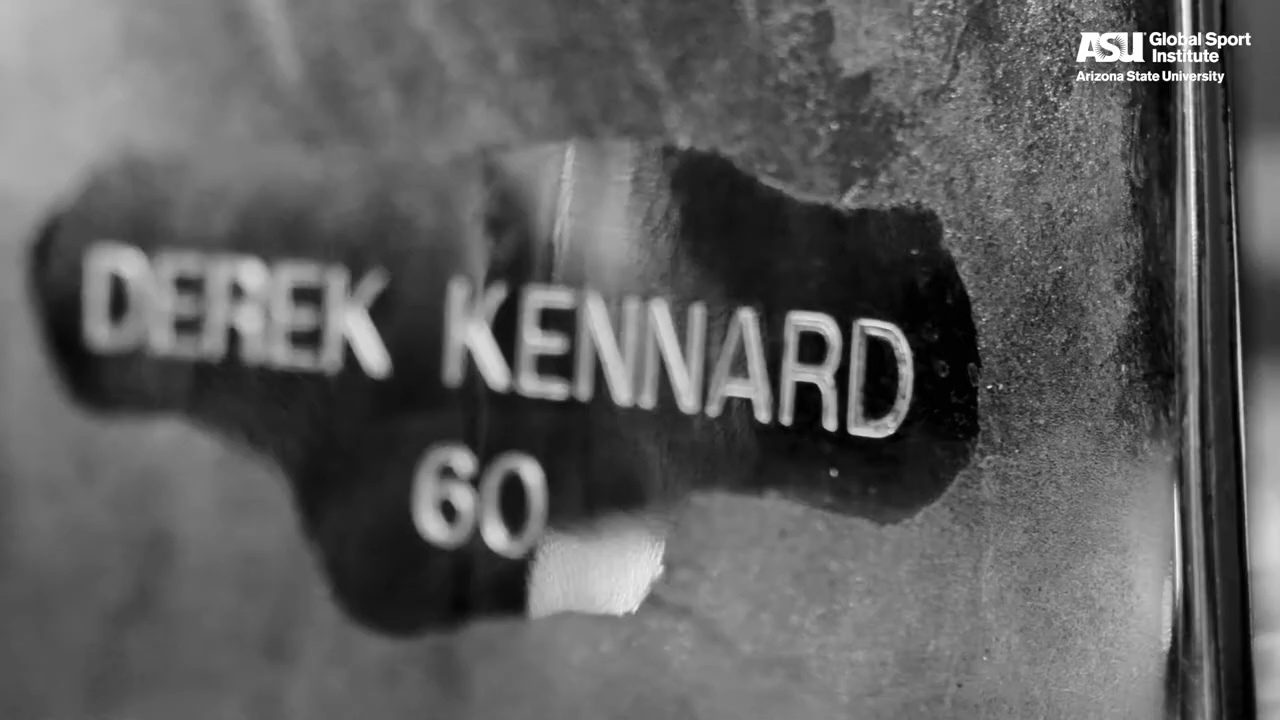 ASU Global Sport
Institute
Arizona State University
DEREK KENNARD
60